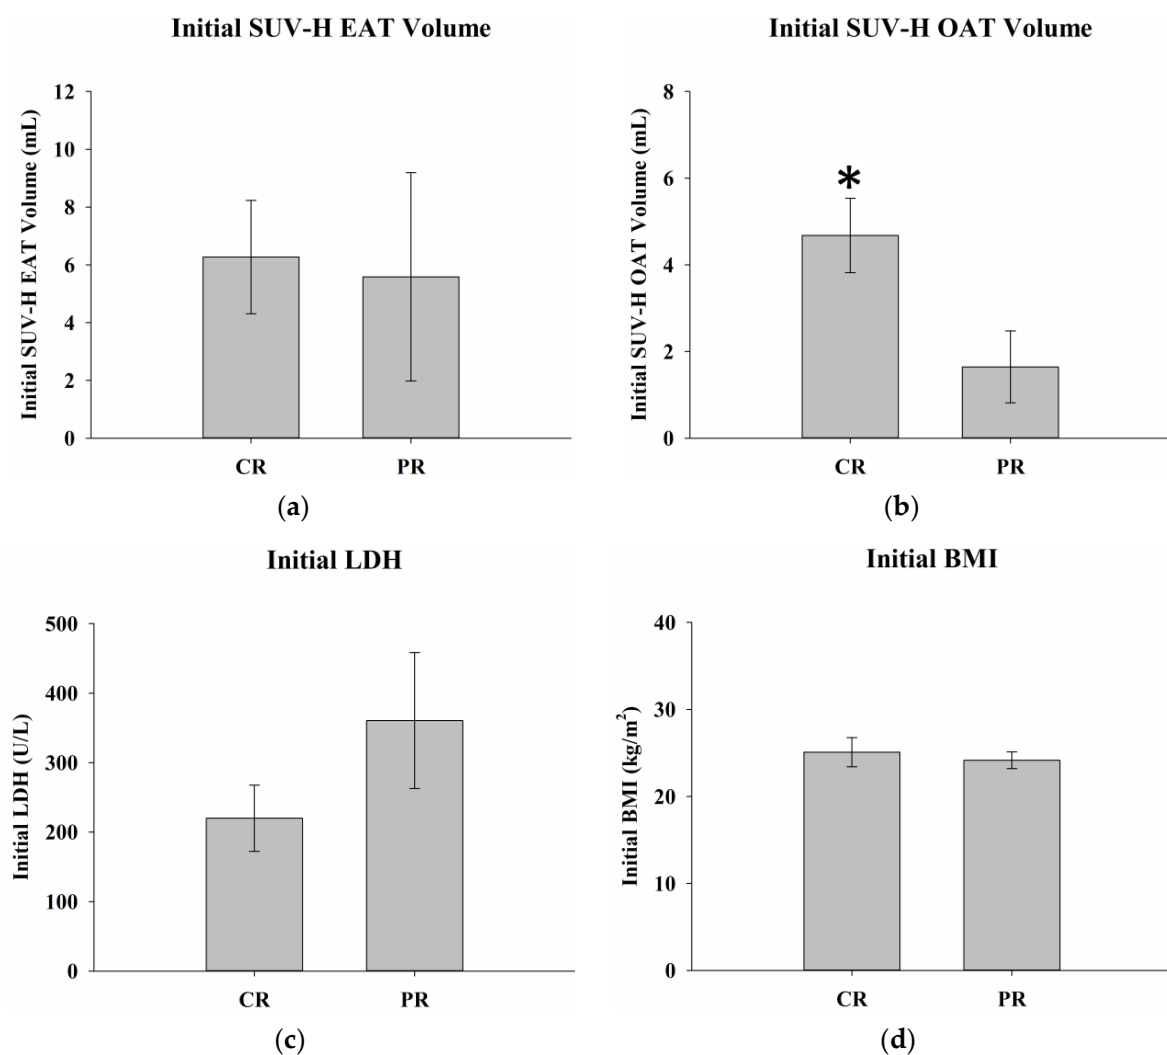 Initial SUV-H EAT Volume
Initial SUV-H EAT Volume (mL)
12
10
8
6
4
2
0
CR PR
(a)
Initial SUV-H OAT Volume
Initial SUV-H OAT Volume (mL)
8
6
4
2
0
*
CR PR
(b)
Initial LDH
Initial LDH (U/L)
500
400
300
200
100
0
CR PR
(c)
Initial BMI
Initial BMI (kg/m²)
40
30
20
10
0
CR PR
(d)